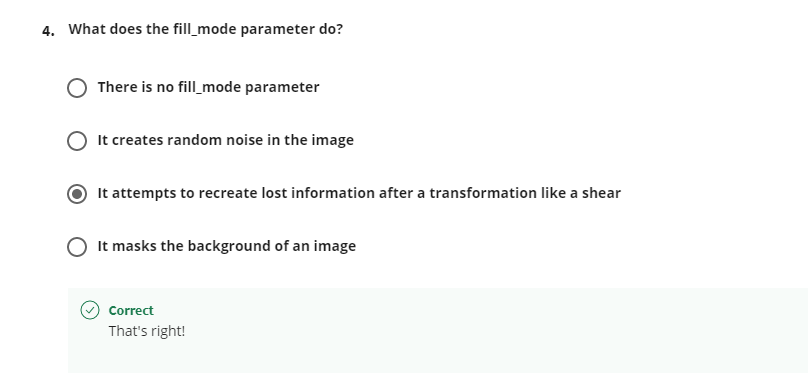 4. What does the fill_mode parameter do?
There is no fill_mode parameter
It creates random noise in the image
It attempts to recreate lost information after a transformation like a shear
It masks the background of an image
Correct
That's right!